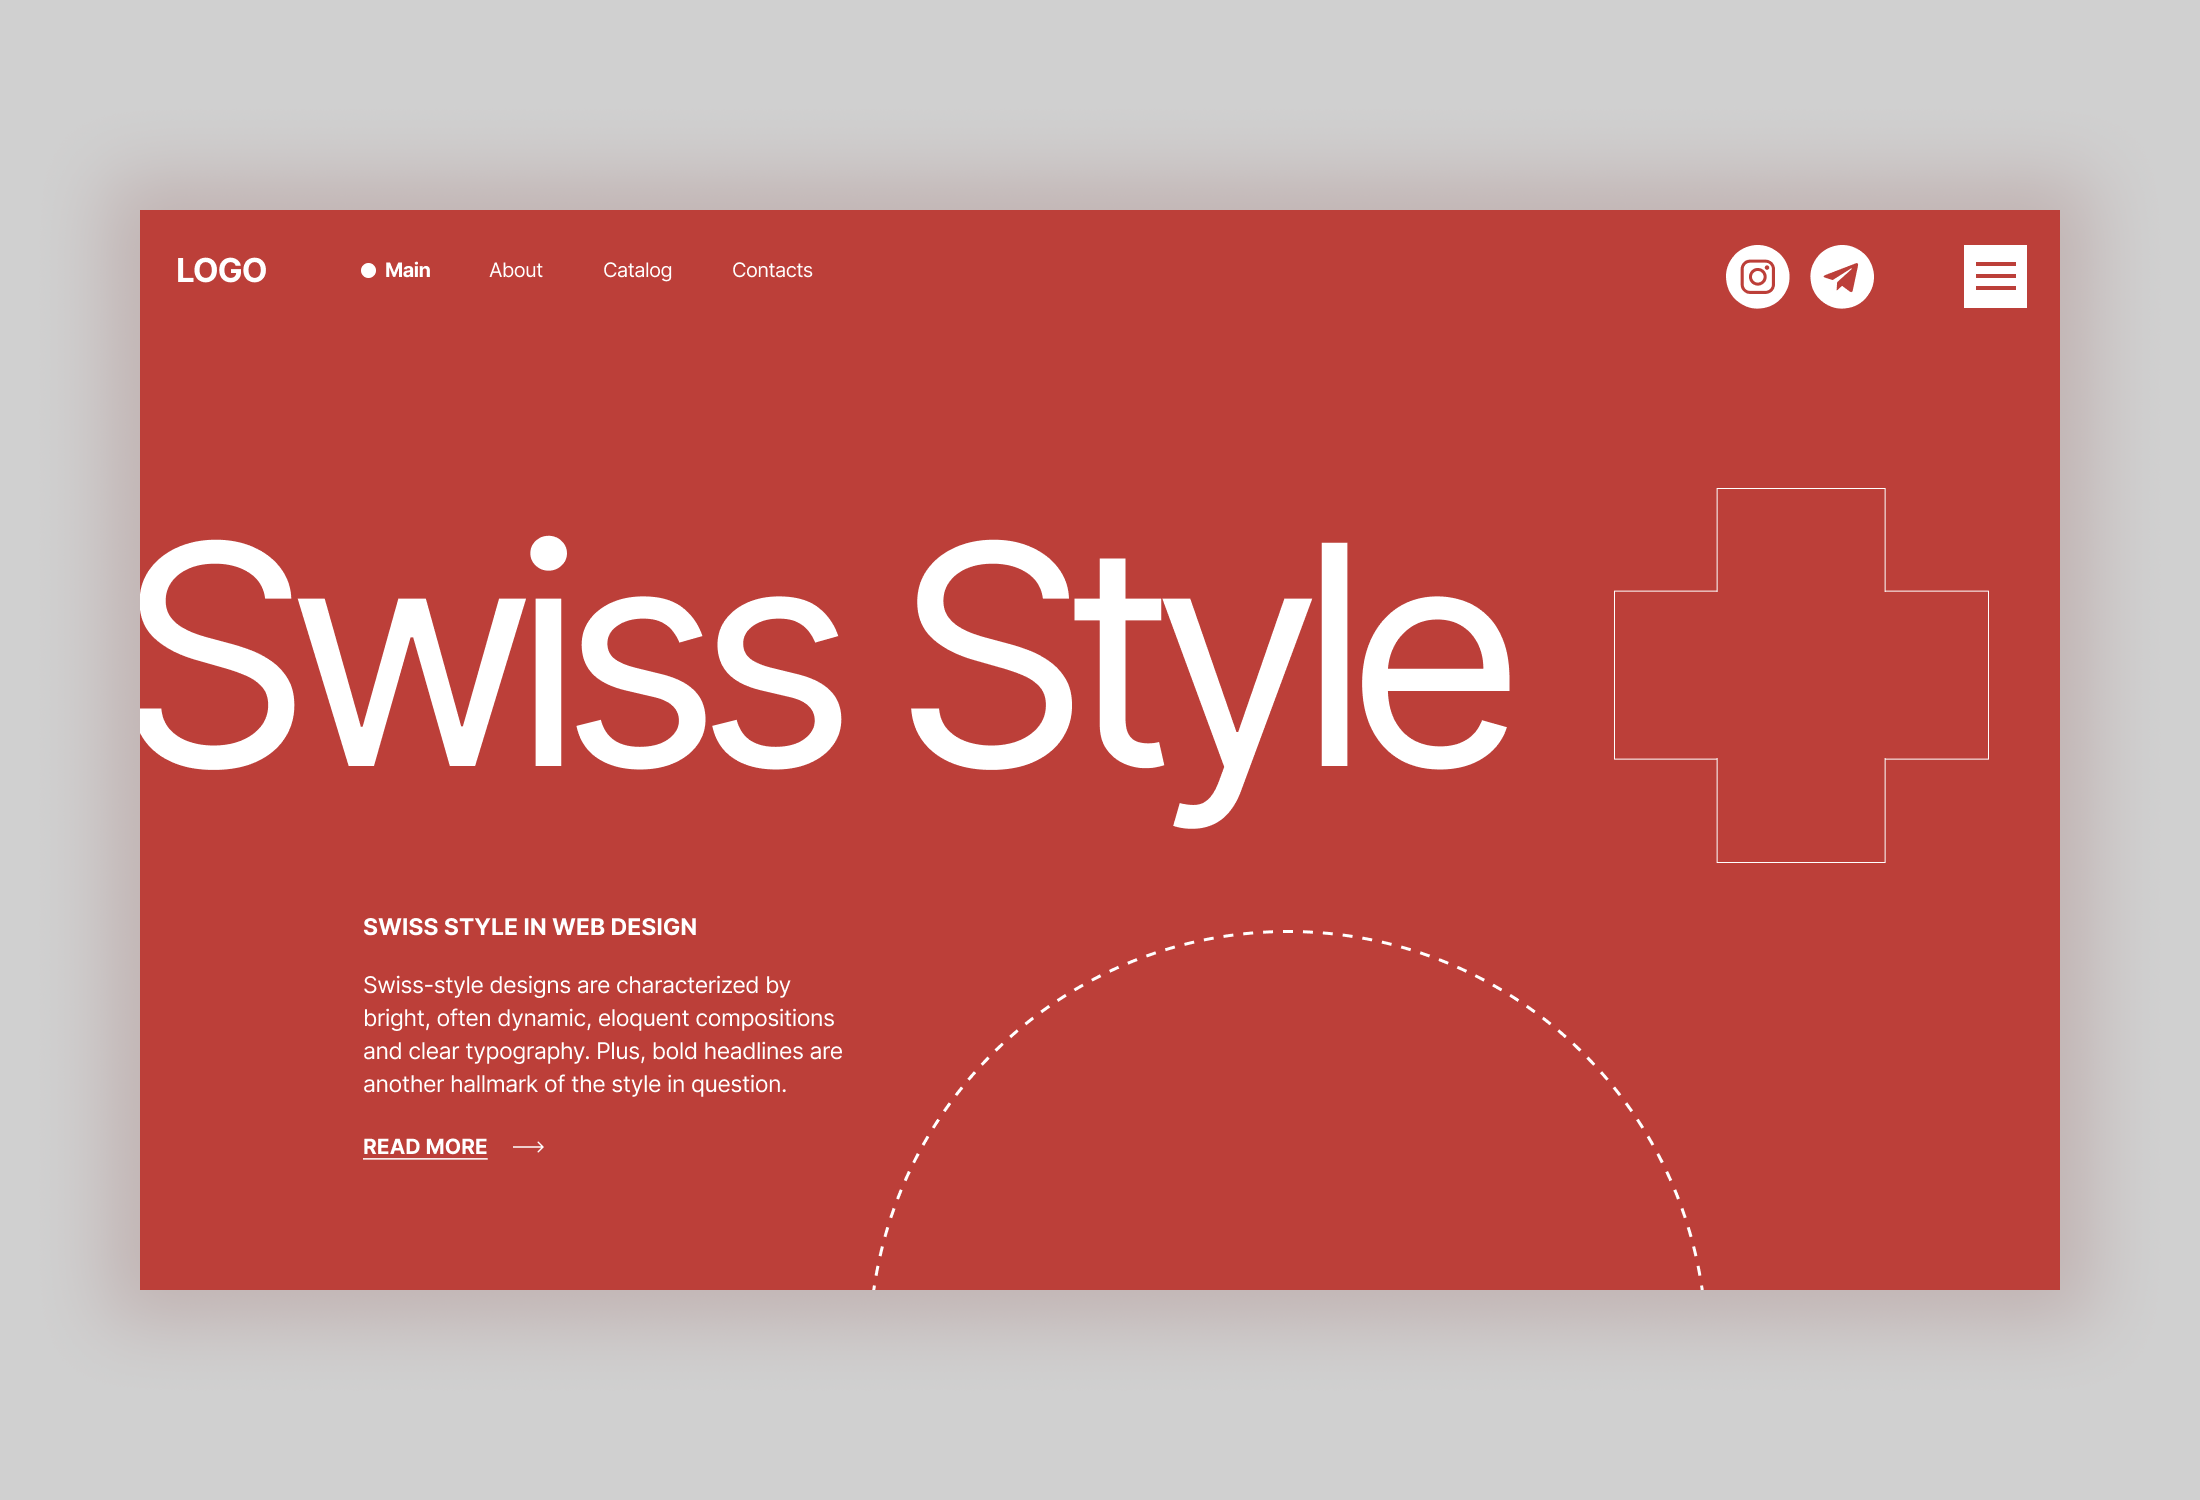 LOGO
Main About Catalog Contacts
Swiss Style
SWISS STYLE IN WEB DESIGN
Swiss-style designs are characterized by
bright, often dynamic, eloquent compositions
and clear typography. Plus, bold headlines are
another hallmark of the style in question.
READ MORE